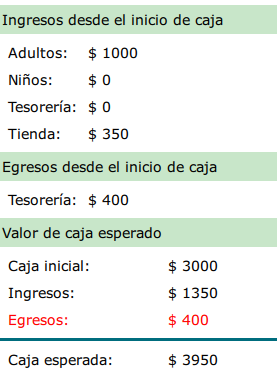 Ingresos desde el inicio de caja
Adultos: $ 1000
Niños: $ 0
Tesorería: $ 0
Tienda: $ 350
Egresos desde el inicio de caja
Tesorería: $ 400
Valor de caja esperado
Caja inicial: $ 3000
Ingresos: $ 1350
Egresos: $ 400
Caja esperada: $ 3950